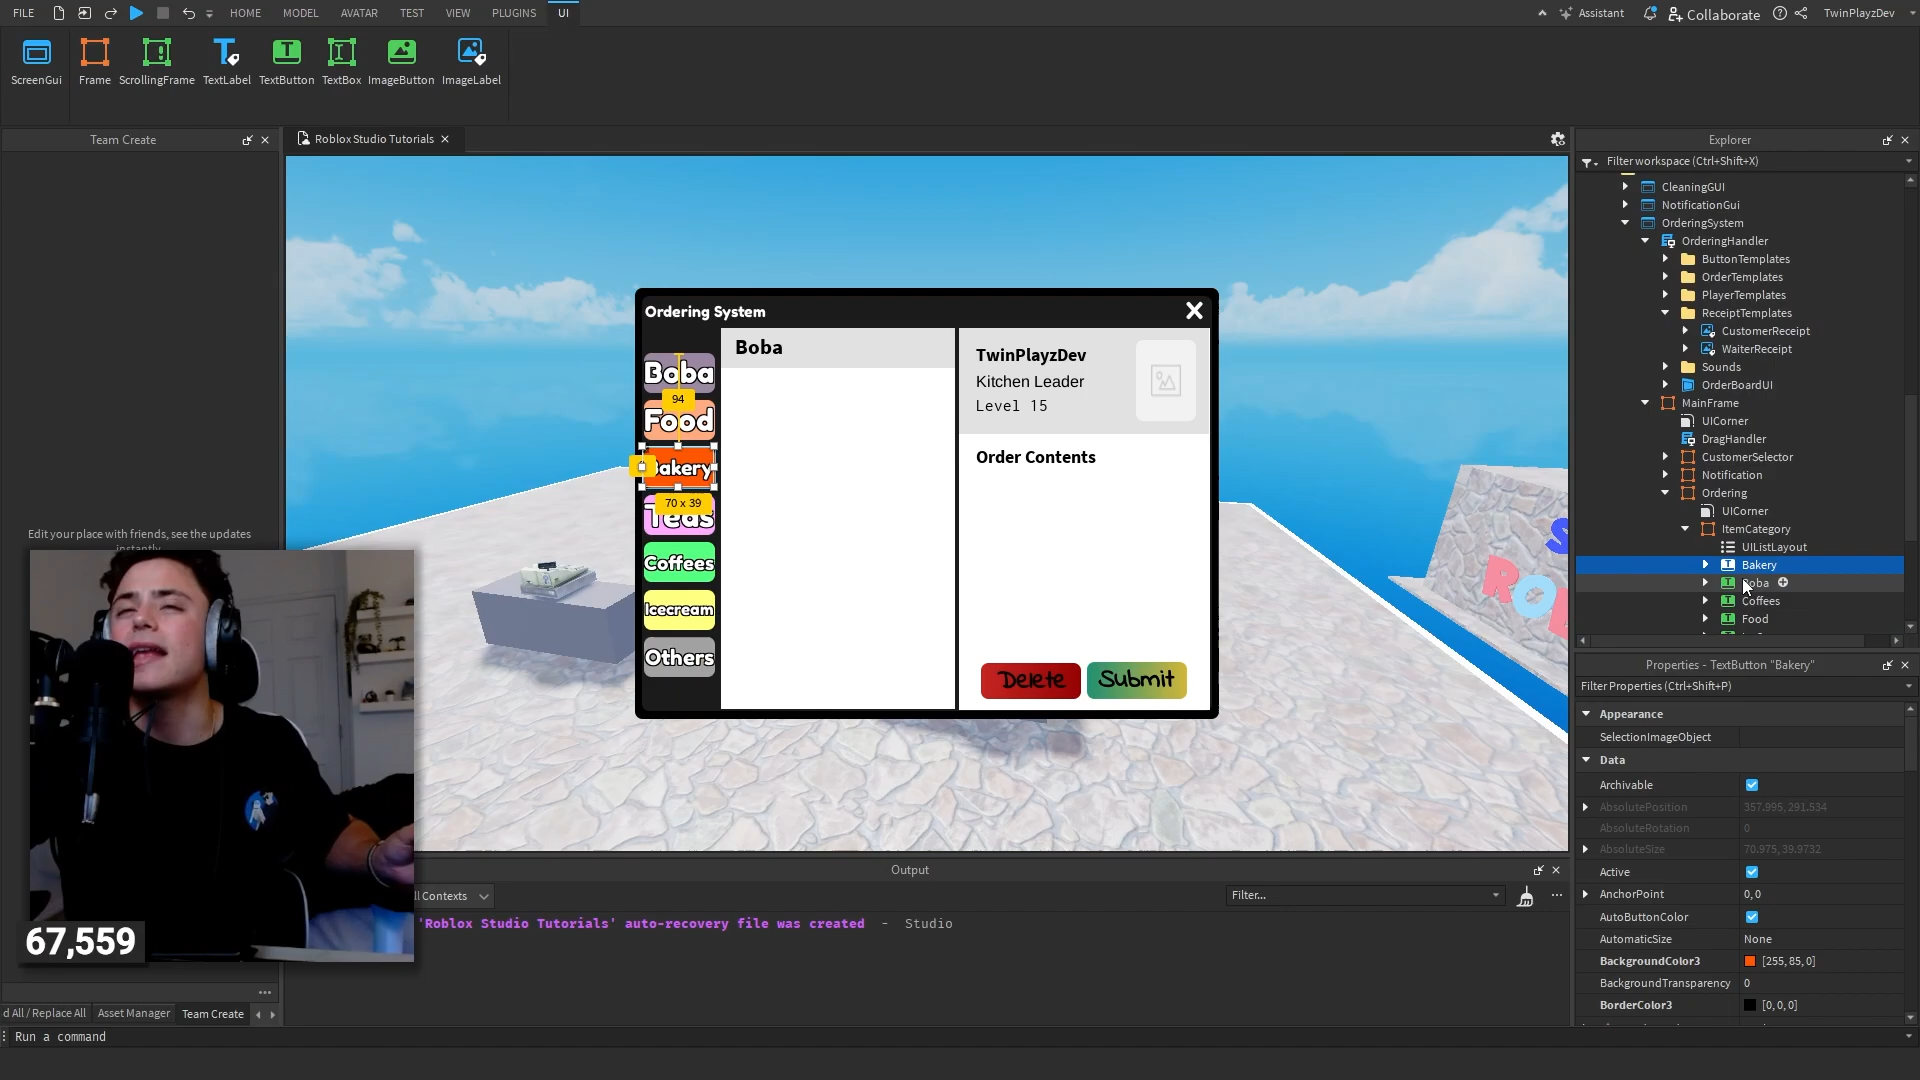 FILE
HOME
MODEL
AVATAR
TEST
VIEW
PLUGINS
UI
Assistant
Collaborate
TwinPlayzDev
ScreenGui
Frame
ScrollingFrame
TextLabel
TextButton
TextBox
ImageButton
ImageLabel
Team Create
Edit your place with friends, see the updates
instantly
67,559
d All / Replace All
Asset Manager
Team Create
Roblox Studio Tutorials
Ordering System
Boba
94
Food
Bakery
70 x 39
Teas
Coffees
Icecream
Others
Boba
TwinPlayzDev
Kitchen Leader
Level 15
Order Contents
Delete
Submit
Output
ll Contexts
Filter...
'Roblox Studio Tutorials' auto-recovery file was created - Studio
Run a command
Explorer
Filter workspace (Ctrl+Shift+X)
CleaningGUI
NotificationGui
OrderingSystem
OrderingHandler
ButtonTemplates
OrderTemplates
PlayerTemplates
ReceiptTemplates
CustomerReceipt
WaiterReceipt
Sounds
OrderBoardUI
MainFrame
UICorner
DragHandler
CustomerSelector
Notification
Ordering
UICorner
ItemCategory
UIListLayout
Bakery
Boba
Coffees
Food
Properties - TextButton "Bakery"
Filter Properties (Ctrl+Shift+P)
Appearance
SelectionImageObject
Data
Archivable
AbsolutePosition 357.995, 291.534
AbsoluteRotation 0
AbsoluteSize 70.975, 39.9732
Active
AnchorPoint 0, 0
AutoButtonColor
AutomaticSize None
BackgroundColor3 [255, 85, 0]
BackgroundTransparency 0
BorderColor3 [0, 0, 0]